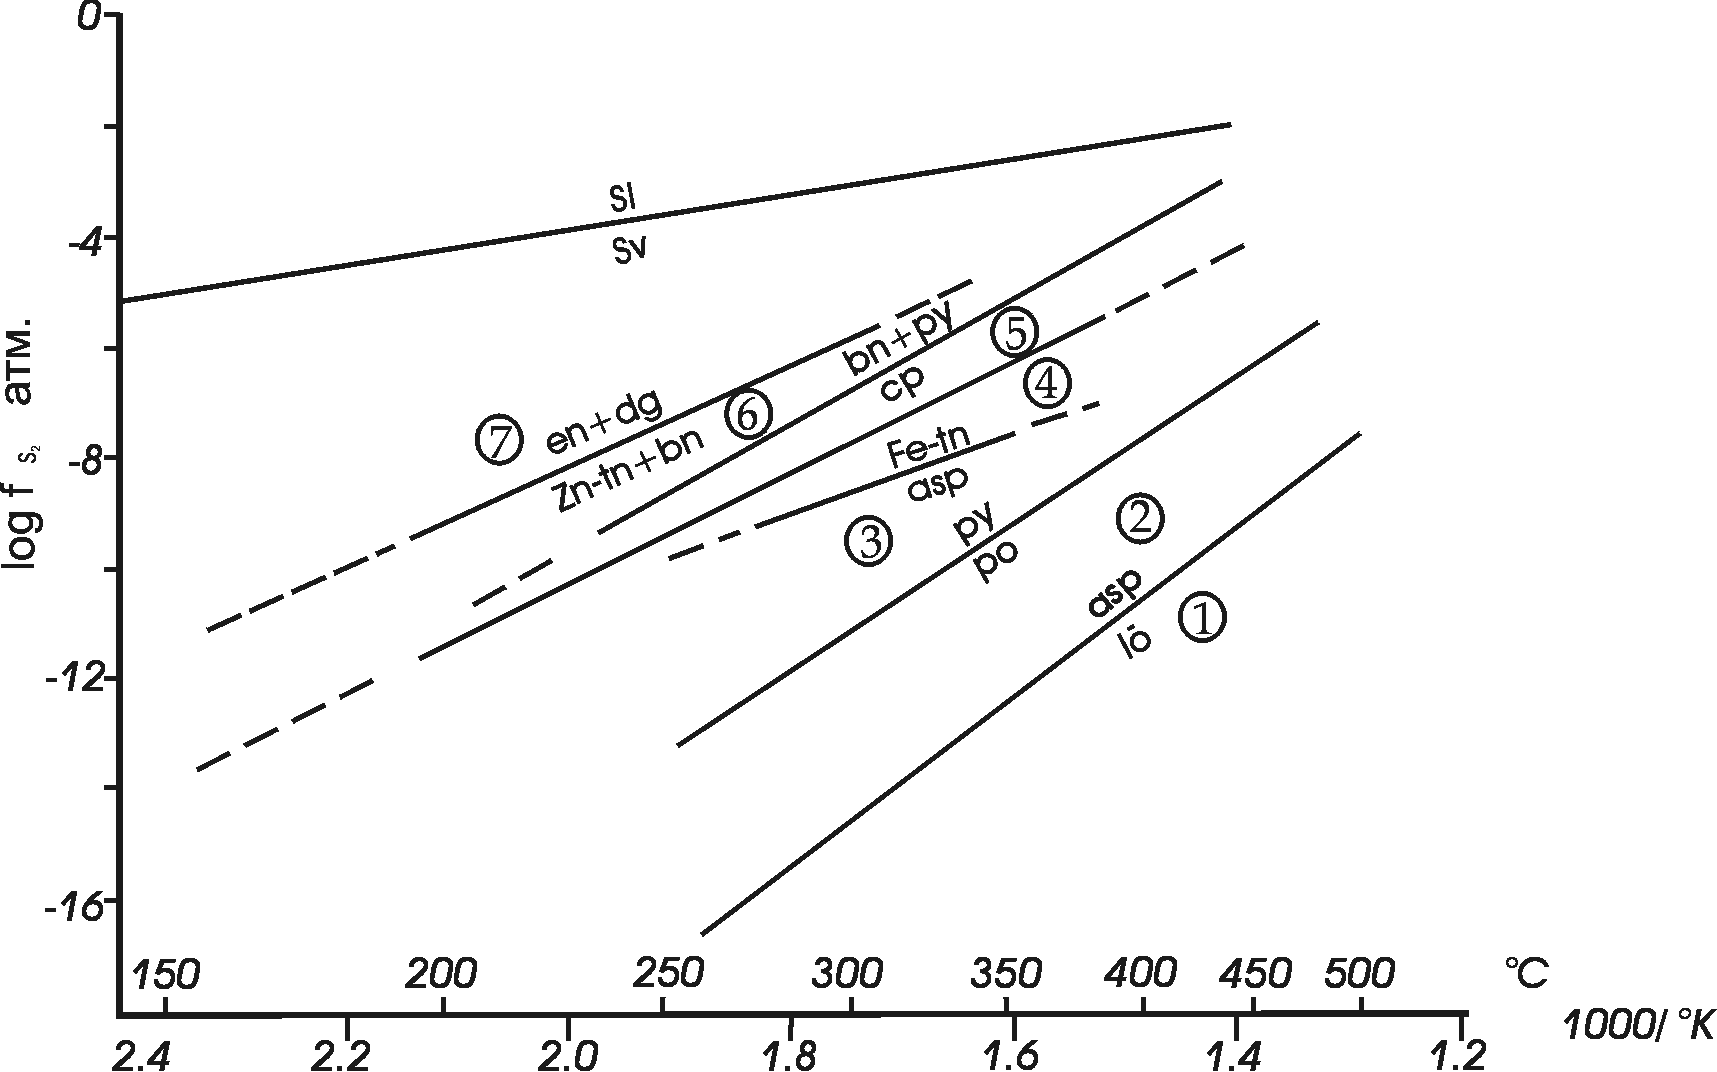 0
-4
-8
-12
-16
log f S₂ атм.
Sl
Sv
bn+py
cp
en+dg
Zn-tn+bn
Fe-tn
asp
py
po
asp
lö
⑦
⑥
⑤
④
③
②
①
150 200 250 300 350 400 450 500 °C
2.4 2.2 2.0 1.8 1.6 1.4 1.2 1000/°K